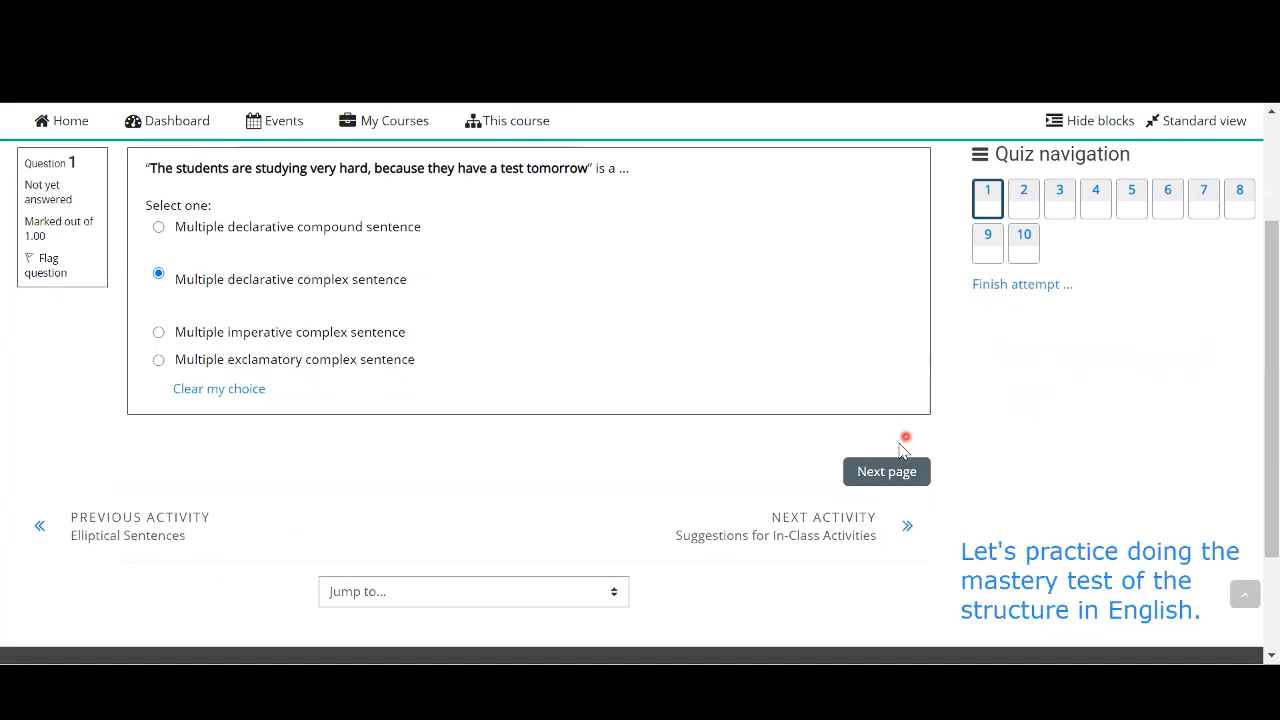 Home Dashboard Events My Courses This course Hide blocks Standard view
Question 1
Not yet
answered
Marked out of
1.00
Flag
question
“The students are studying very hard, because they have a test tomorrow” is a ...
Select one:
Multiple declarative compound sentence
Multiple declarative complex sentence
Multiple imperative complex sentence
Multiple exclamatory complex sentence
Clear my choice
Next page
Quiz navigation
1 2 3 4 5 6 7 8
9 10
Finish attempt ...
PREVIOUS ACTIVITY
Elliptical Sentences
NEXT ACTIVITY
Suggestions for In-Class Activities
Jump to...
Let's practice doing the
mastery test of the
structure in English.